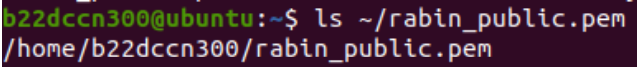 b22dccn300@ubuntu:~$ ls ~/rabin_public.pem
/home/b22dccn300/rabin_public.pem